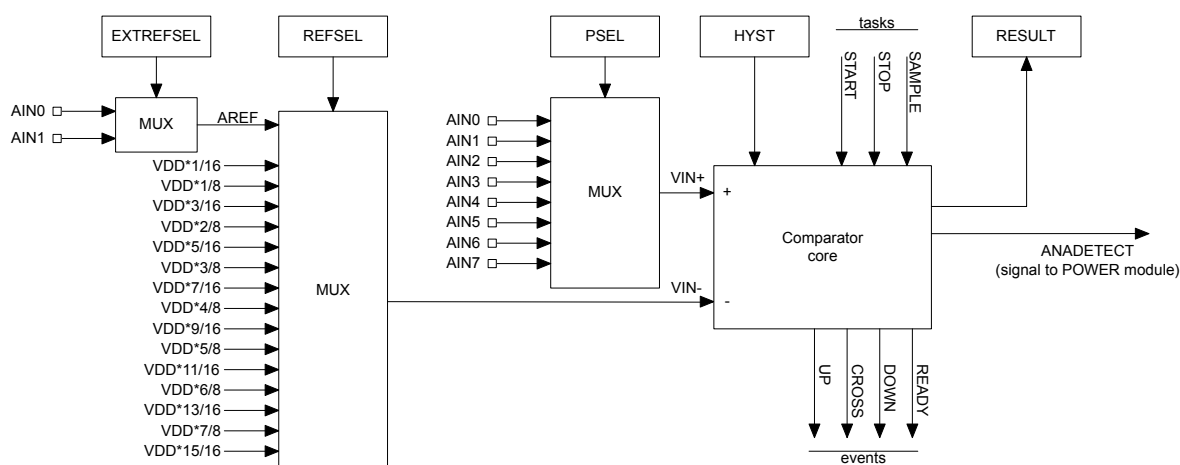 EXTREFSEL
REFSEL
PSEL
HYST
tasks
START
STOP
SAMPLE
RESULT
AIN0
AIN1
MUX
AREF
VDD*1/16
VDD*1/8
VDD*3/16
VDD*2/8
VDD*5/16
VDD*3/8
VDD*7/16
VDD*4/8
VDD*9/16
VDD*5/8
VDD*11/16
VDD*6/8
VDD*13/16
VDD*7/8
VDD*15/16
MUX
AIN0
AIN1
AIN2
AIN3
AIN4
AIN5
AIN6
AIN7
MUX
VIN+
VIN-
+
-
Comparator
core
ANADETECT
(signal to POWER module)
UP
CROSS
DOWN
READY
events